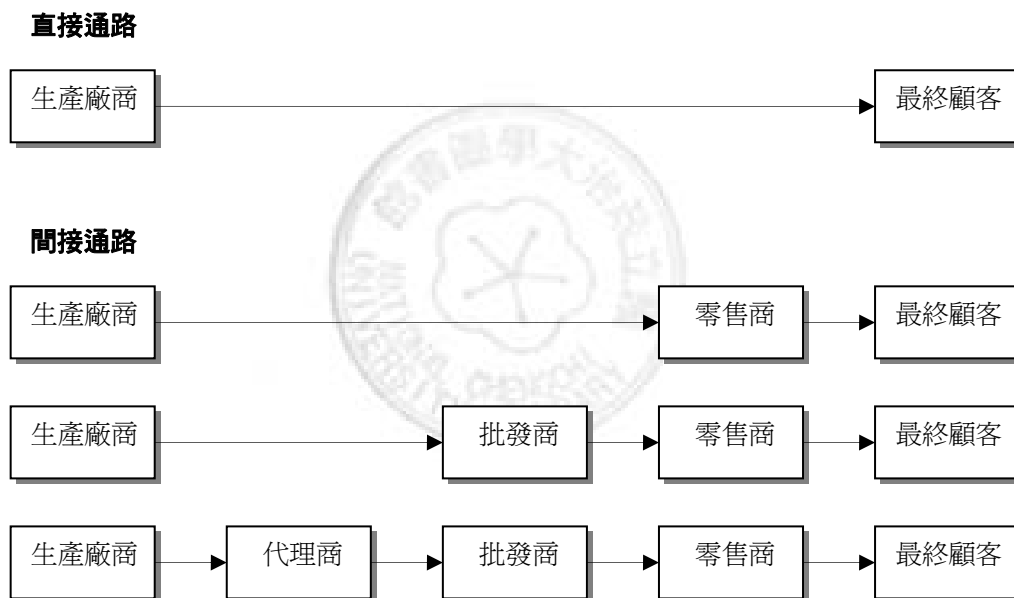 直接通路
生產廠商 最終顧客
間接通路
生產廠商 零售商 最終顧客
生產廠商 批發商 零售商 最終顧客
生產廠商 代理商 批發商 零售商 最終顧客